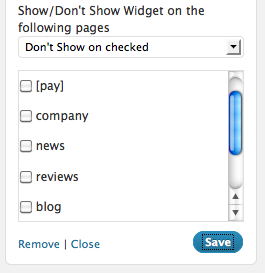 Show/Don't Show Widget on the
following pages
Don't Show on checked
[pay]
company
news
reviews
blog
Remove | Close
Save